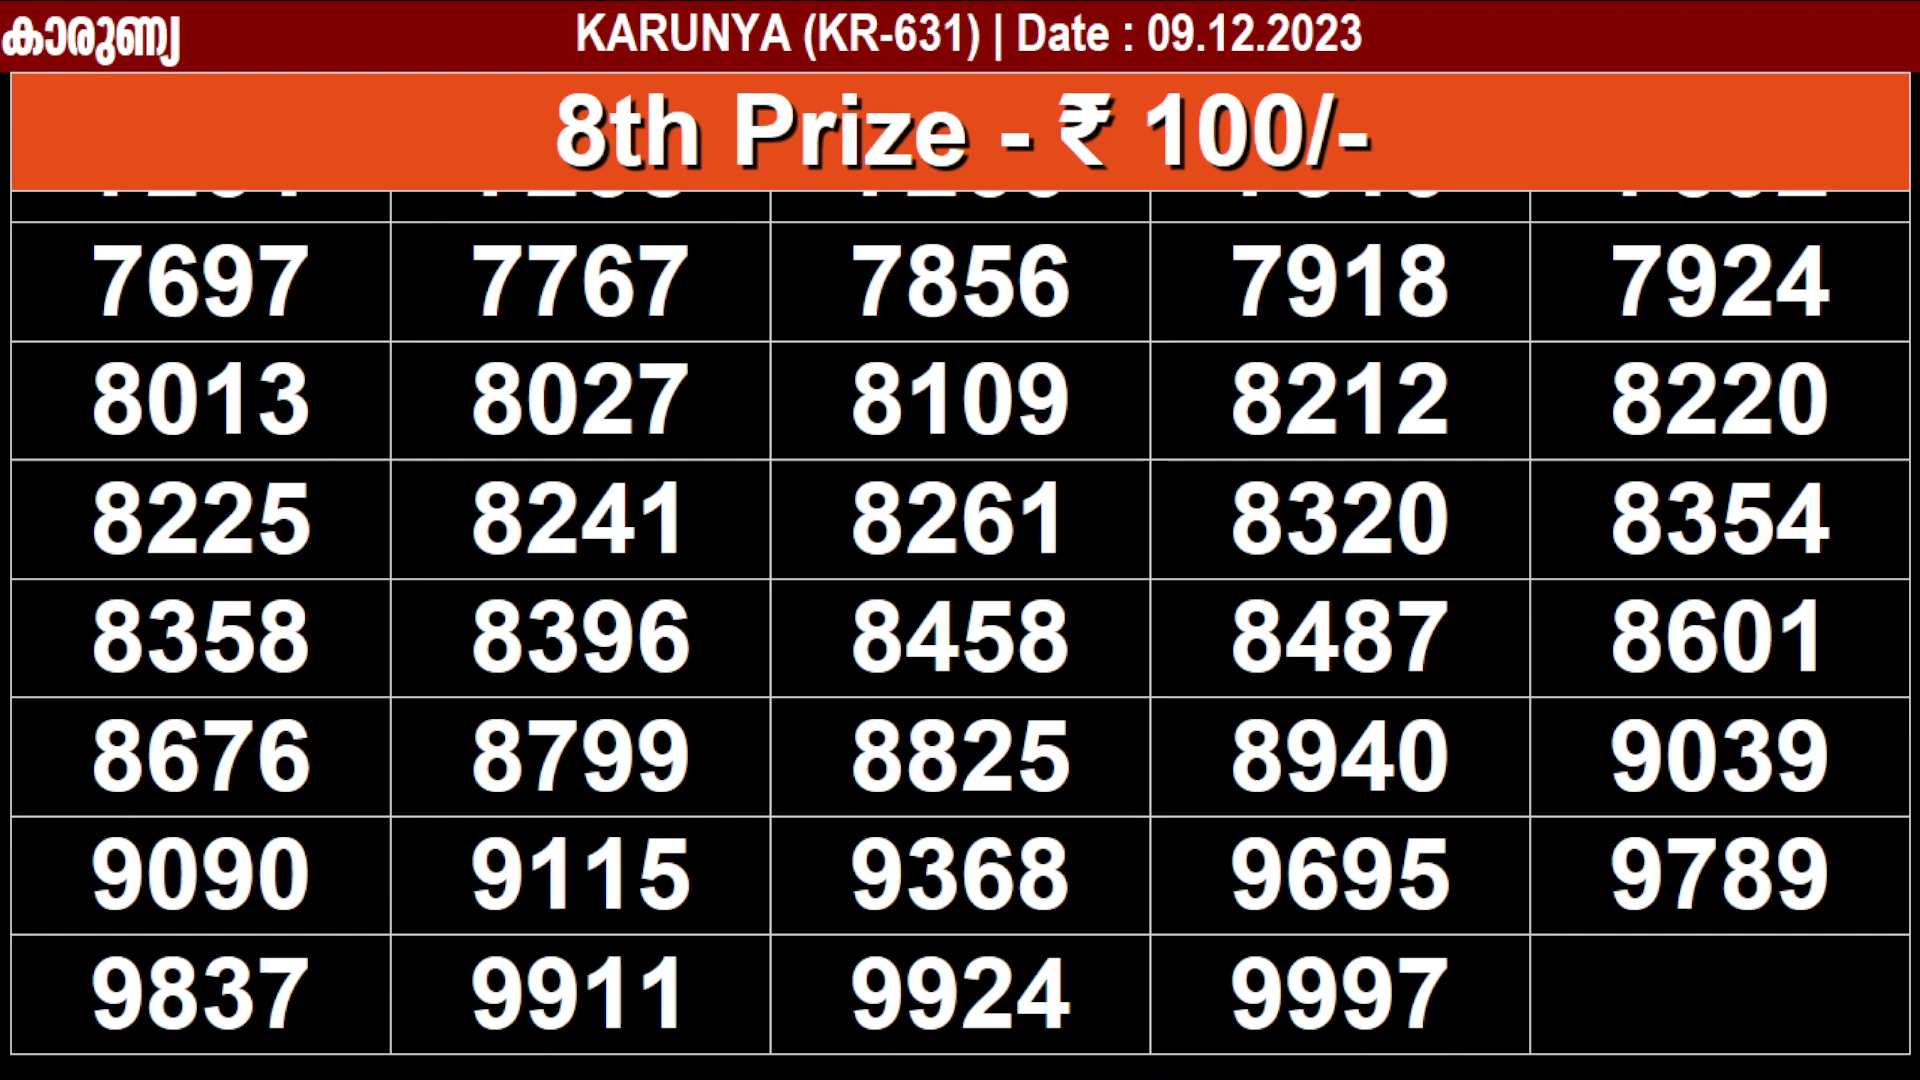 കാരുണ്യ
KARUNYA (KR-631) | Date : 09.12.2023
8th Prize - ₹ 100/-
7697 7767 7856 7918 7924
8013 8027 8109 8212 8220
8225 8241 8261 8320 8354
8358 8396 8458 8487 8601
8676 8799 8825 8940 9039
9090 9115 9368 9695 9789
9837 9911 9924 9997